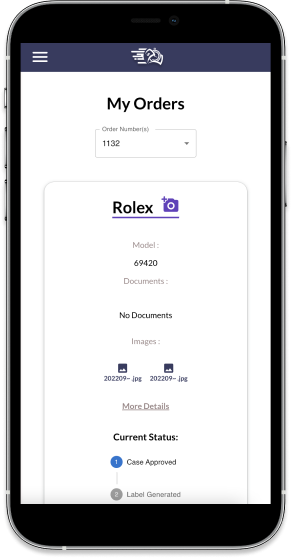 My Orders
Order Number(s)
1132
Rolex
Model :
69420
Documents :
No Documents
Images :
202209~ .jpg 202209~ .jpg
More Details
Current Status:
1 Case Approved
2 Label Generated